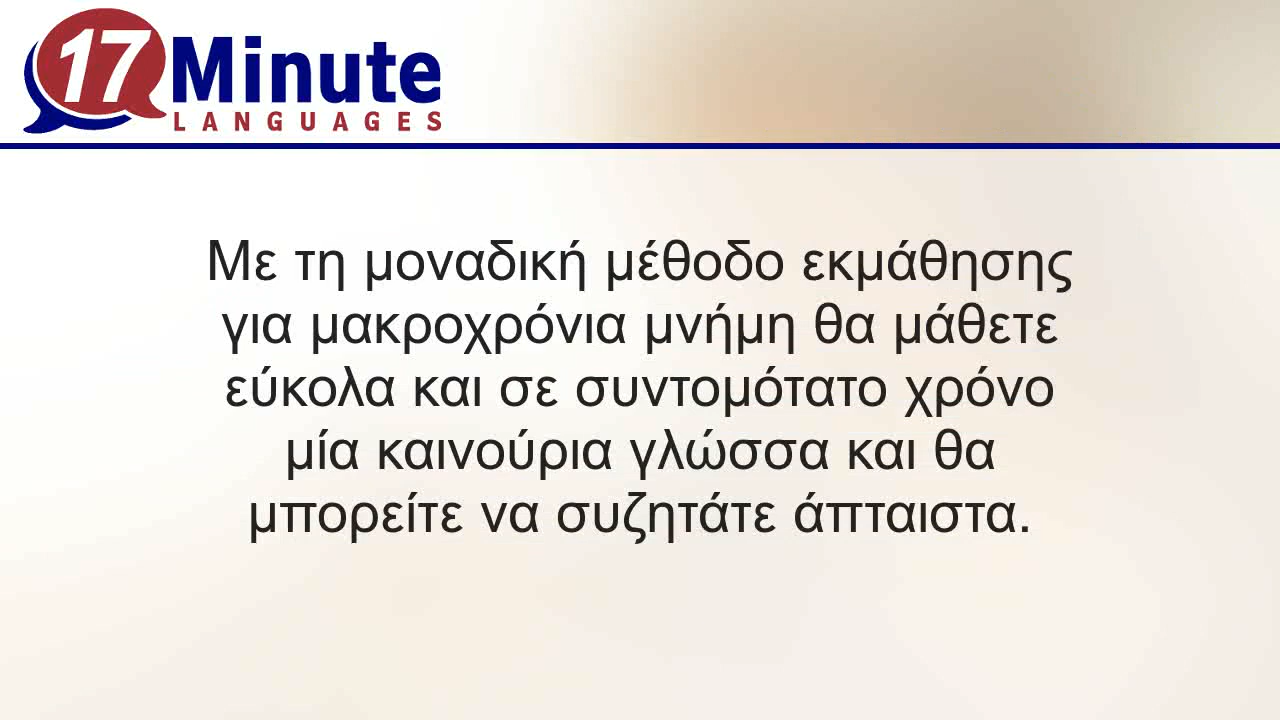 17 Minute
LANGUAGES
Με τη μοναδική μέθοδο εκμάθησης
για μακροχρόνια μνήμη θα μάθετε
εύκολα και σε συντομότατο χρόνο
μία καινούρια γλώσσα και θα
μπορείτε να συζητάτε άπταιστα.